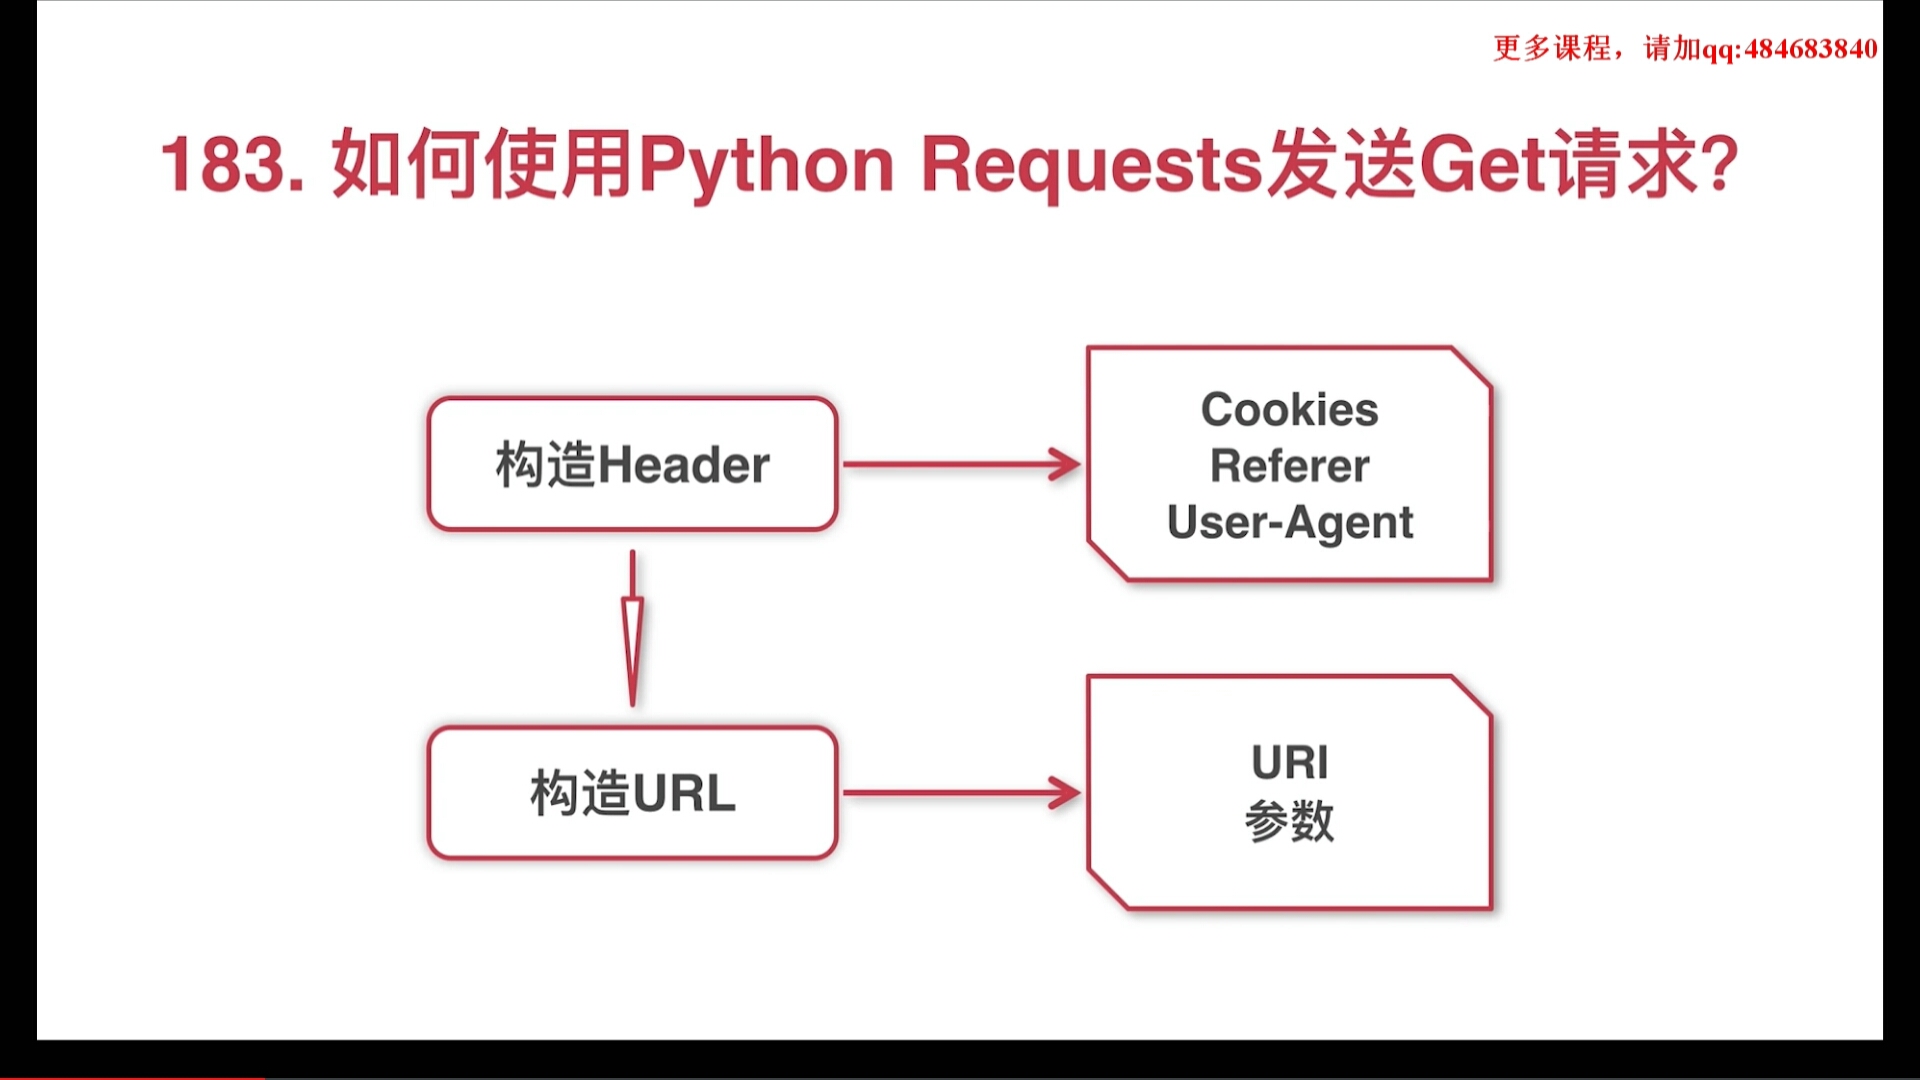 更多课程，请加qq:484683840
183. 如何使用Python Requests发送Get请求?
构造Header
Cookies
Referer
User-Agent
构造URL
URI
参数